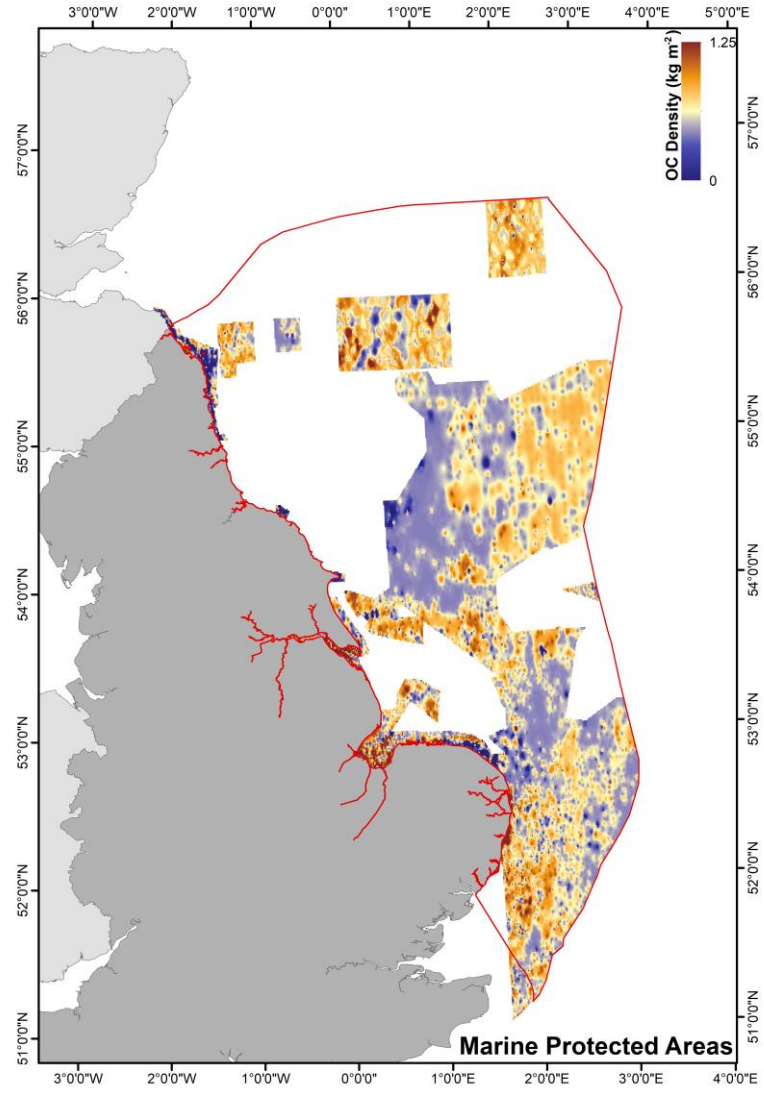 3°0'0"W 2°0'0"W 1°0'0"W 0°0'0" 1°0'0"E 2°0'0"E 3°0'0"E 4°0'0"E 5°0'0"E
OC Density (kg m⁻²)
1.25
0
57°0'0"N
56°0'0"N
55°0'0"N
54°0'0"N
53°0'0"N
52°0'0"N
51°0'0"N
57°0'0"N
56°0'0"N
55°0'0"N
54°0'0"N
53°0'0"N
52°0'0"N
51°0'0"N
Marine Protected Areas
3°0'0"W 2°0'0"W 1°0'0"W 0°0'0" 1°0'0"E 2°0'0"E 3°0'0"E 4°0'0"E